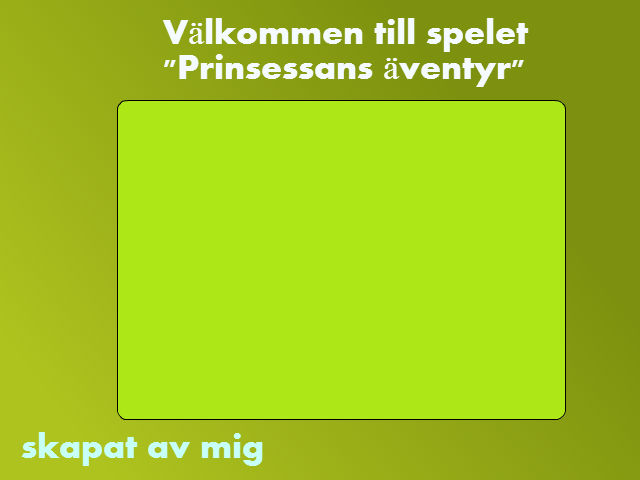 Välkommen till spelet
"Prinsessans äventyr"
skapat av mig